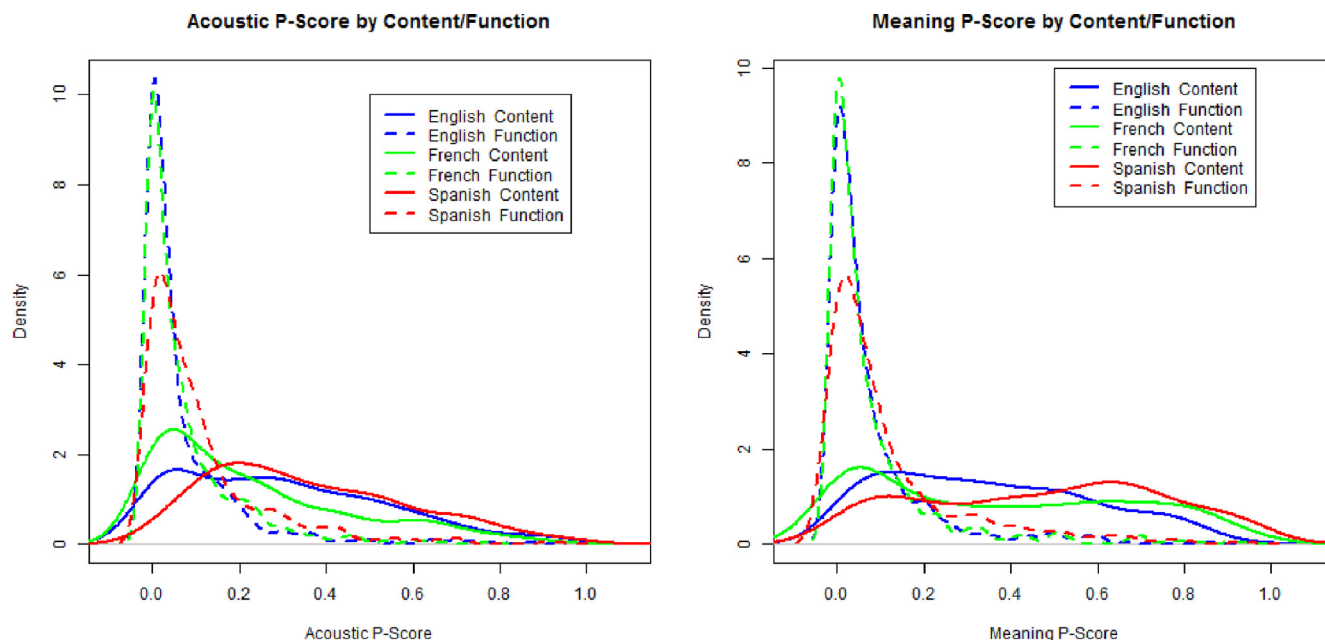 Acoustic P-Score by Content/Function
10
8
6
4
2
0
Density
English Content
English Function
French Content
French Function
Spanish Content
Spanish Function
0.0 0.2 0.4 0.6 0.8 1.0
Acoustic P-Score
Meaning P-Score by Content/Function
10
8
6
4
2
0
Density
English Content
English Function
French Content
French Function
Spanish Content
Spanish Function
0.0 0.2 0.4 0.6 0.8 1.0
Meaning P-Score